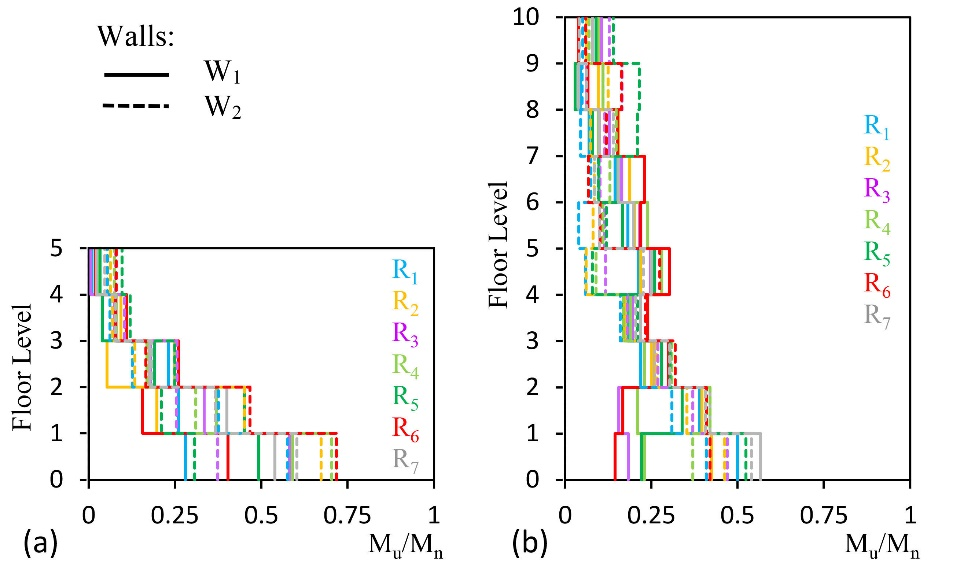 Walls:
W₁
W₂
Floor Level
5
4
3
2
1
0
R₁
R₂
R₃
R₄
R₅
R₆
R₇
0 0.25 0.5 0.75 1
(a)
Mᵤ/Mₙ
Floor Level
10
9
8
7
6
5
4
3
2
1
0
R₁
R₂
R₃
R₄
R₅
R₆
R₇
0 0.25 0.5 0.75 1
(b)
Mᵤ/Mₙ